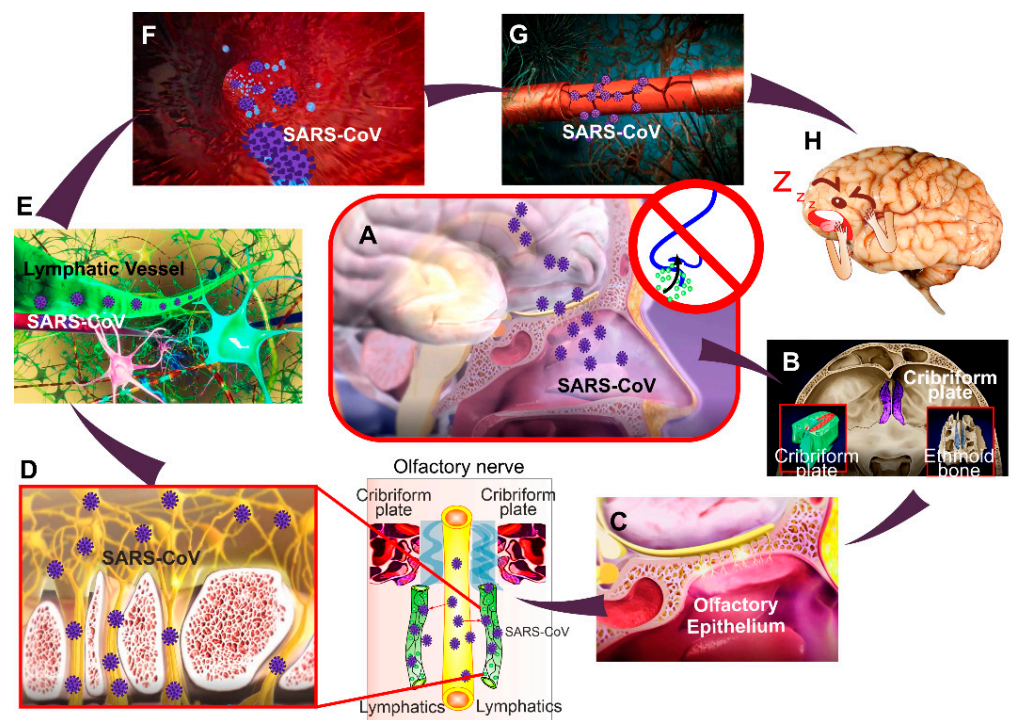 F
SARS-CoV
G
SARS-CoV
H
Z
z
z
E
Lymphatic Vessel
SARS-CoV
A
SARS-CoV
B
Cribriform
plate
Cribriform
plate
Ethmoid
bone
D
SARS-CoV
Olfactory nerve
Cribriform
plate
Cribriform
plate
SARS-CoV
Lymphatics
Lymphatics
C
Olfactory
Epithelium